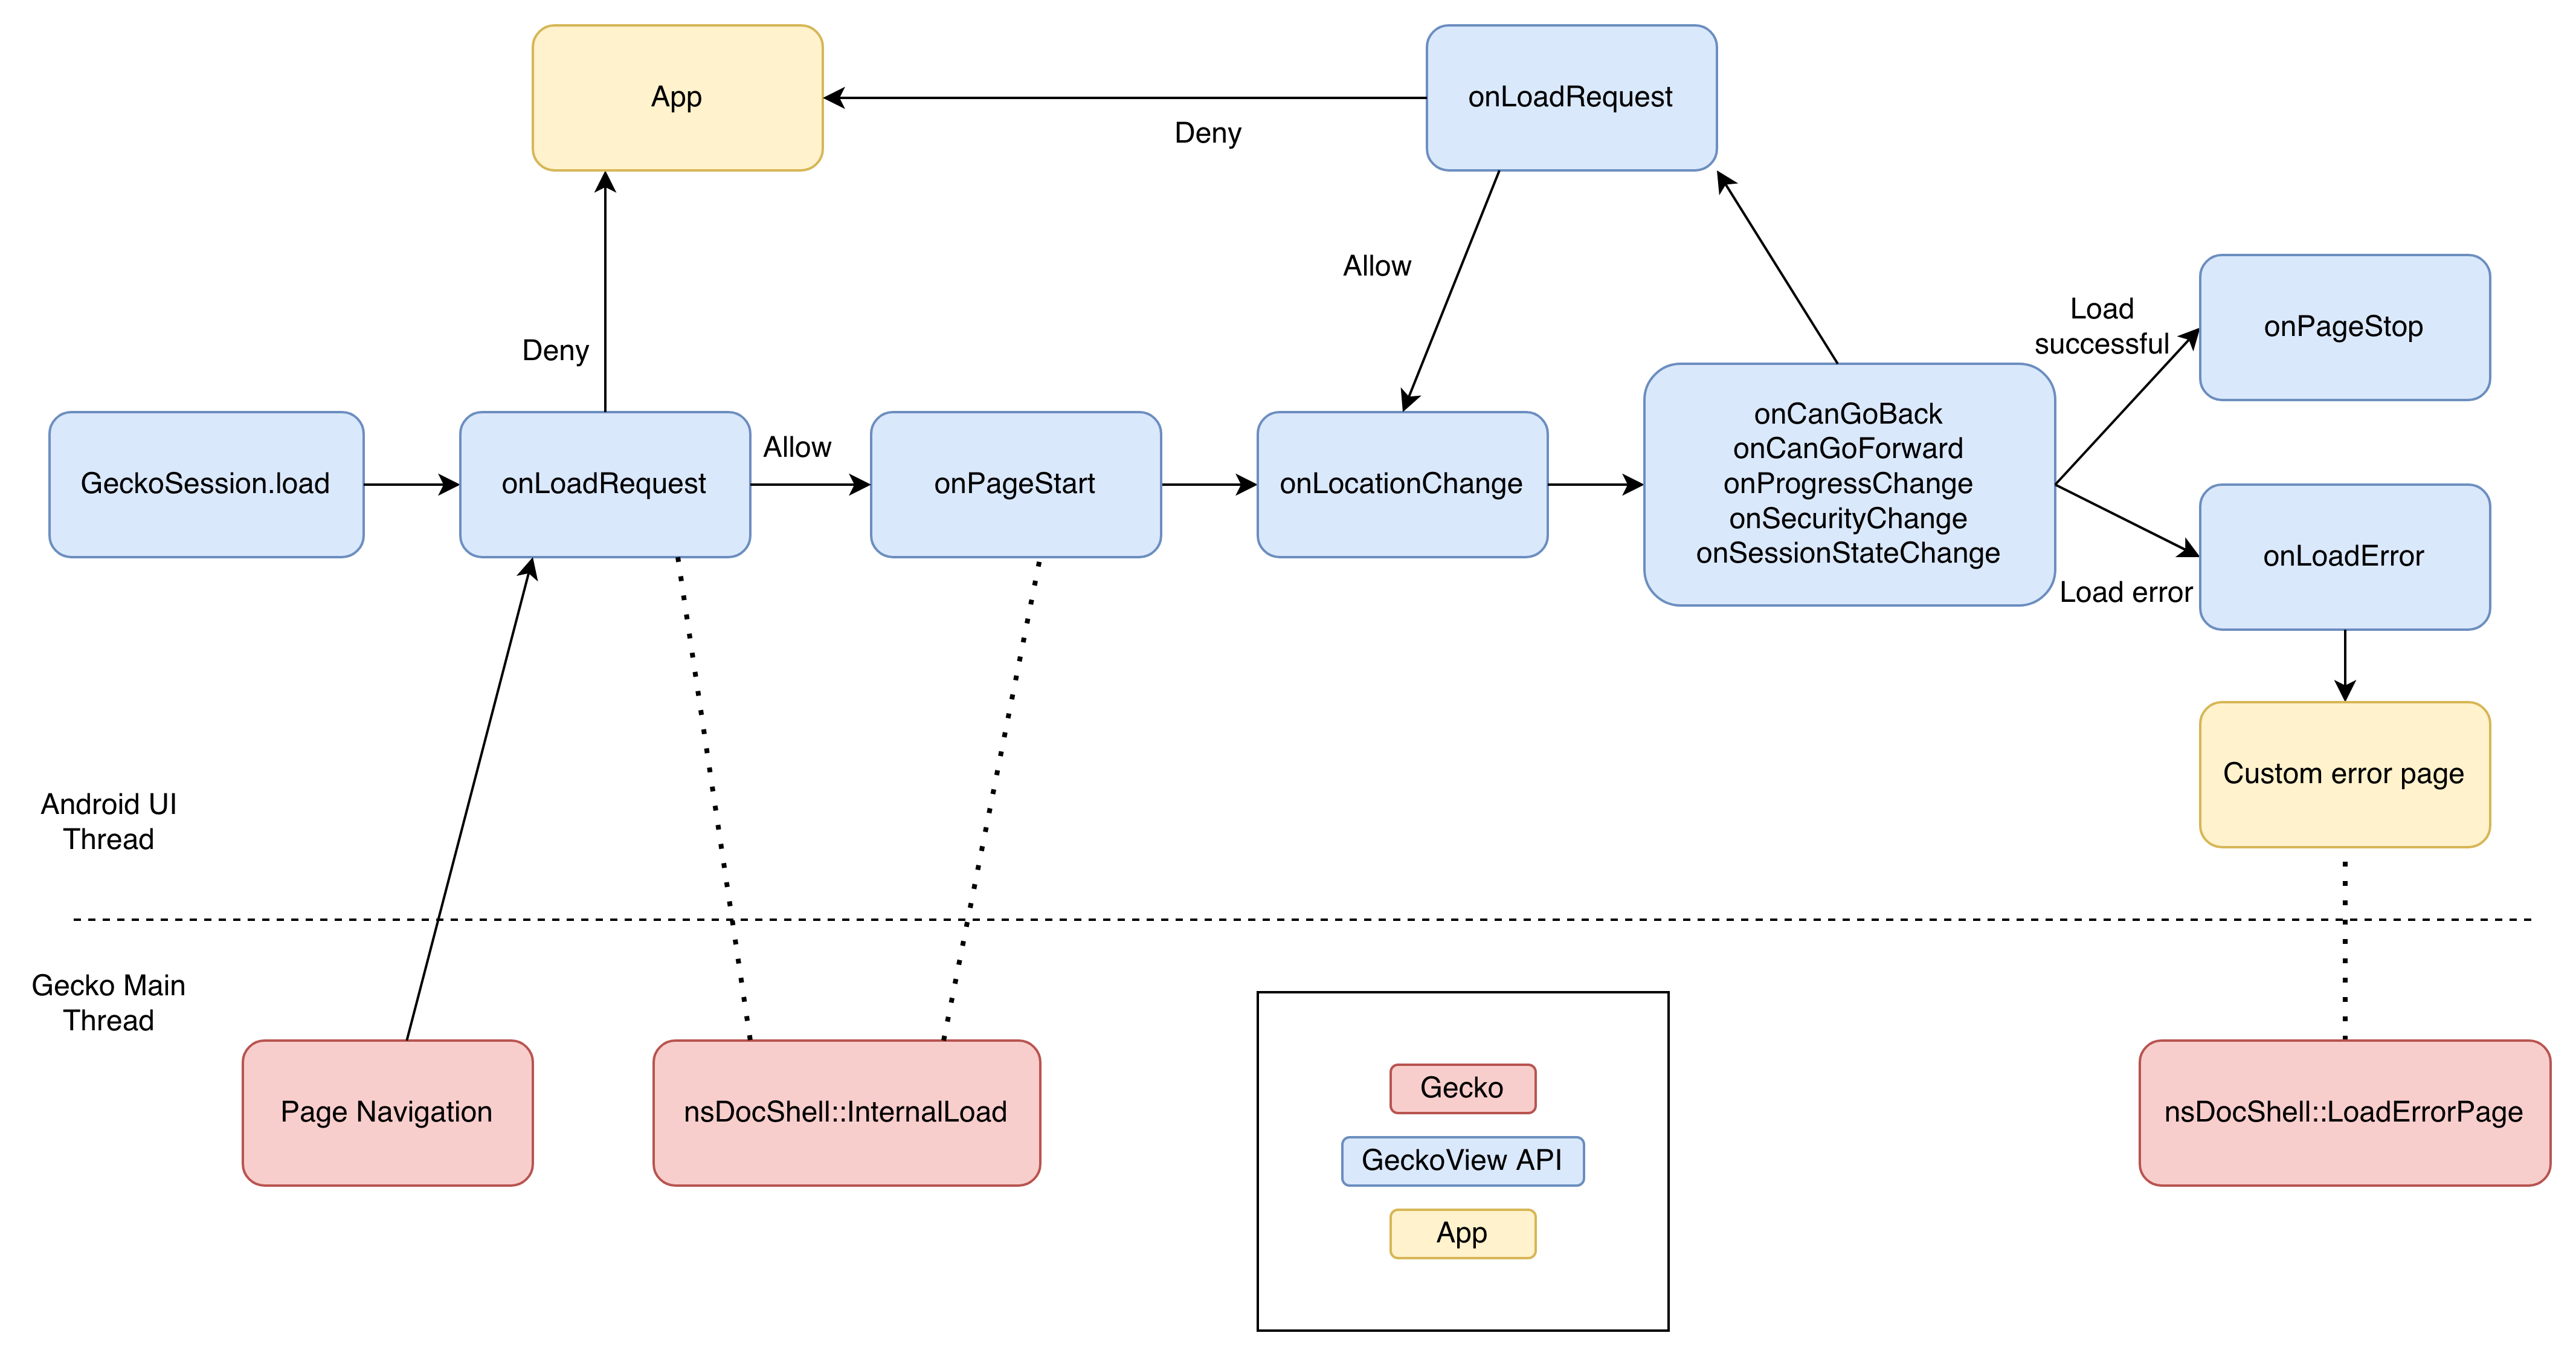 App
onLoadRequest
Deny
Allow
Deny
Load
successful
onPageStop
GeckoSession.load
onLoadRequest
Allow
onPageStart
onLocationChange
onCanGoBack
onCanGoForward
onProgressChange
onSecurityChange
onSessionStateChange
onLoadError
Load error
Custom error page
Android UI
Thread
Gecko Main
Thread
Page Navigation
nsDocShell::InternalLoad
nsDocShell::LoadErrorPage
Gecko
GeckoView API
App